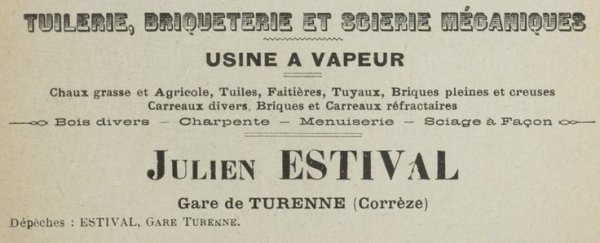 TUILERIE, BRIQUETERIE ET SCIERIE MÉCANIQUES
USINE A VAPEUR
Chaux grasse et Agricole, Tuiles, Faitières, Tuyaux, Briques pleines et creuses
Carreaux divers, Briques et Carreaux réfractaires
Bois divers — Charpente — Menuiserie — Sciage à Façon
JULIEN ESTIVAL
Gare de TURENNE (Corrèze)
Dépèches : ESTIVAL, GARE TURENNE.